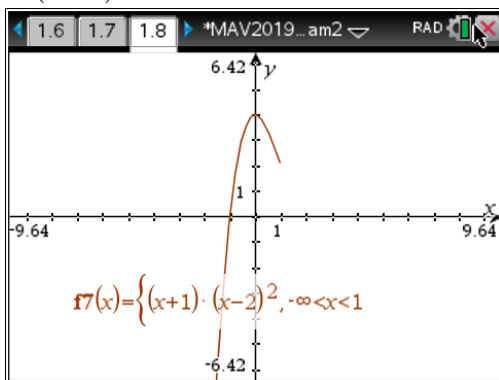 1.6 1.7 1.8 *MAV2019...am2 RAD
6.42 y
1
x
-9.64 1 9.64
f7(x)={(x+1)·(x-2)², -∞<x<1
-6.42